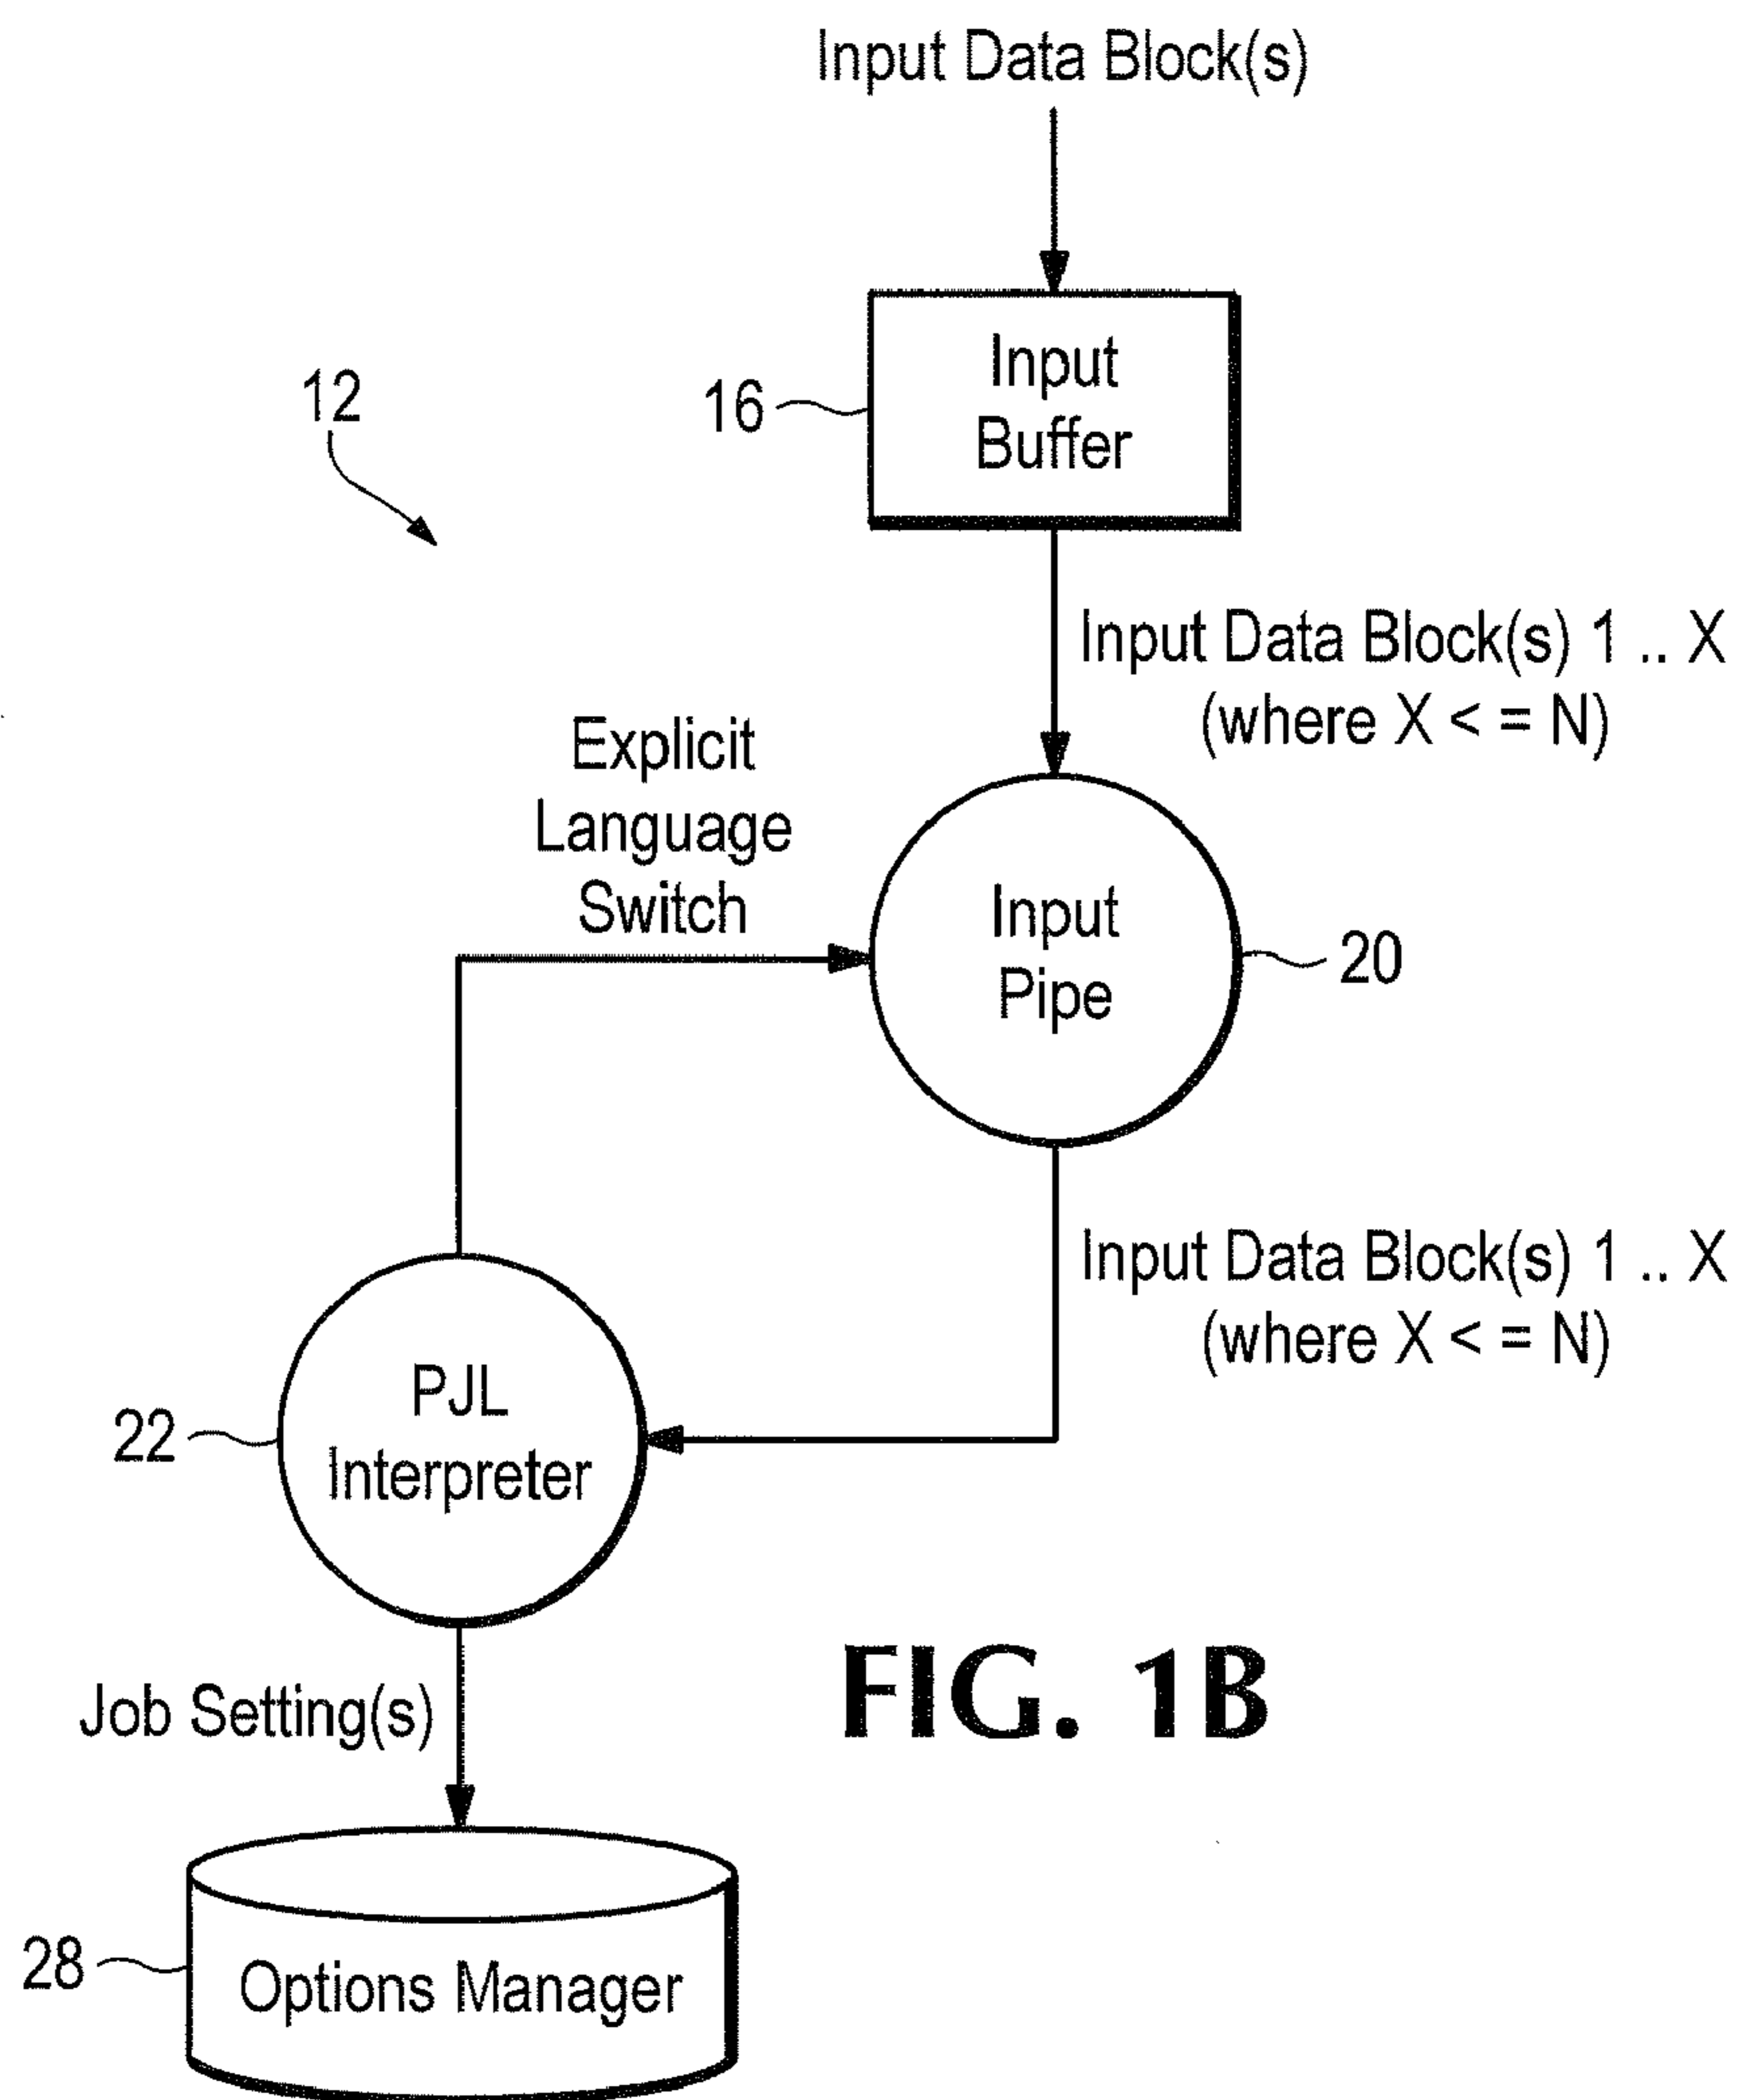 Input Data Block(s)
12
16
Input
Buffer
Input Data Block(s) 1 .. X
(where X < = N)
Explicit
Language
Switch
Input
Pipe
20
Input Data Block(s) 1 .. X
(where X < = N)
22
PJL
Interpreter
FIG. 1B
Job Setting(s)
28
Options Manager